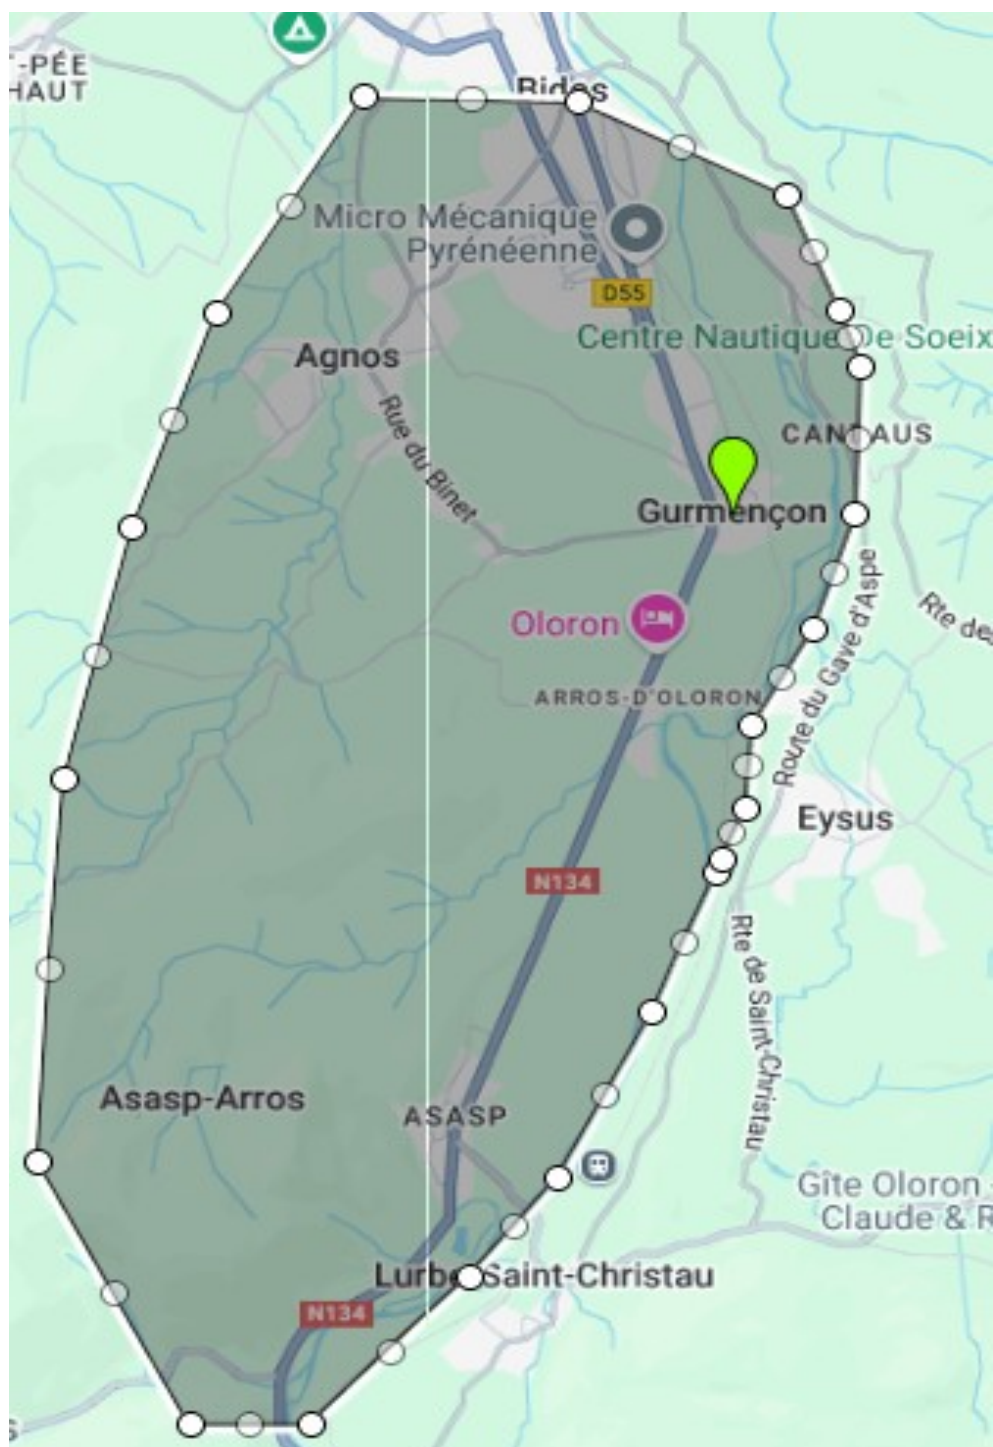 -PÉE
HAUT
Bidos
Micro Mécanique
Pyrénéenne
D55
Centre Nautique De Soeix
Agnos
Rue du Binet
CANTAUS
Gurmençon
Route du Gave d'Aspe
Rte des
Oloron
ARROS-D'OLORON
Eysus
N134
Rte de Saint-Christau
Asasp-Arros
ASASP
Gîte Oloron -
Claude & R
Lurbe-Saint-Christau
N134
s